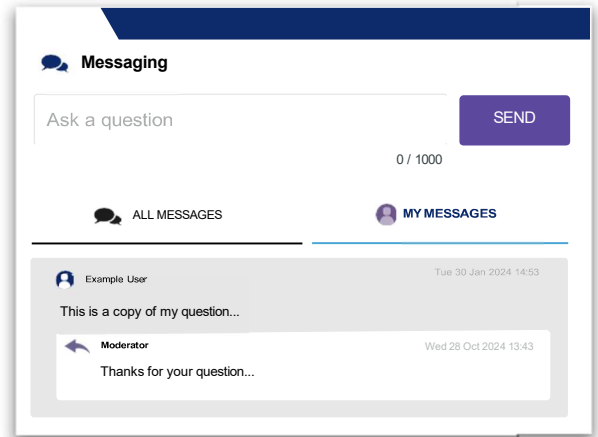 Messaging
Ask a question
SEND
0 / 1000
ALL MESSAGES
MY MESSAGES
Example User
Tue 30 Jan 2024 14:53
This is a copy of my question...
Moderator
Wed 28 Oct 2024 13:43
Thanks for your question...